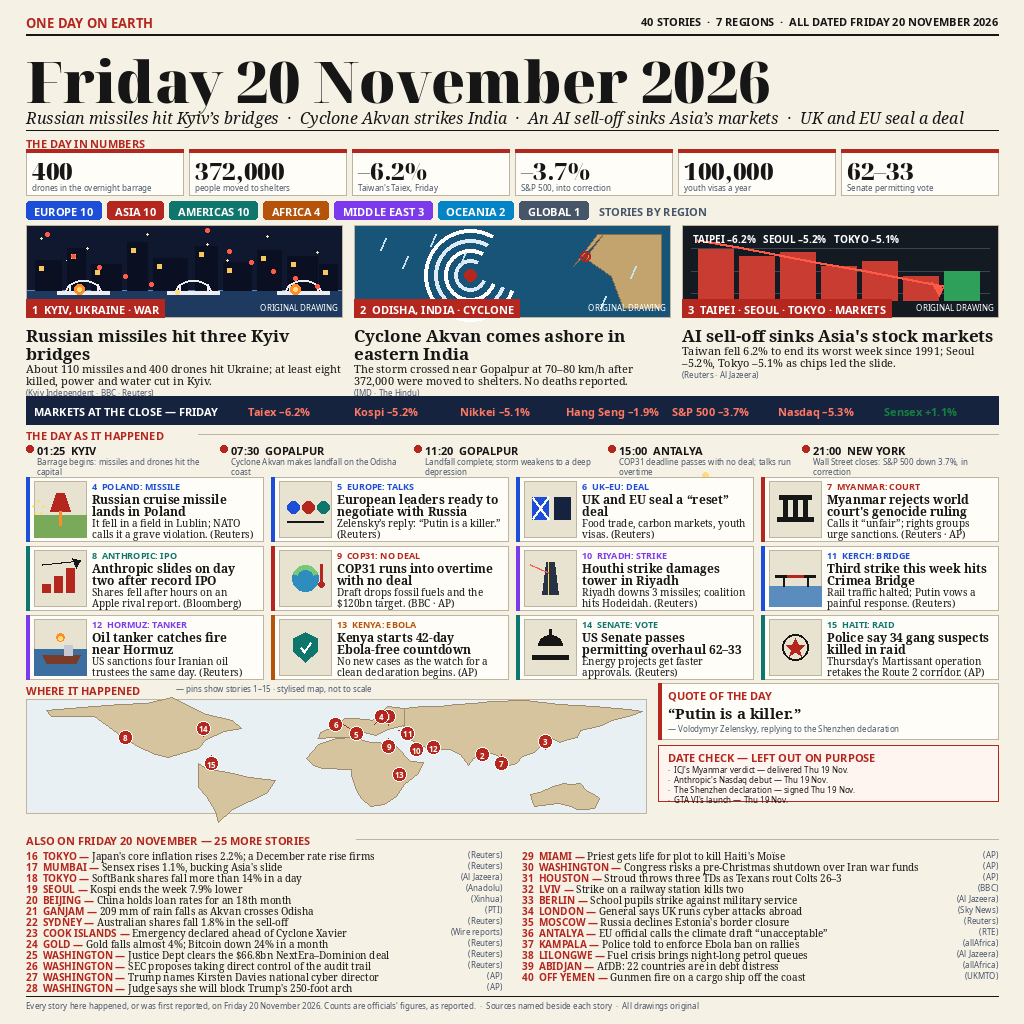 ONE DAY ON EARTH
40 STORIES · 7 REGIONS · ALL DATED FRIDAY 20 NOVEMBER 2026
Friday 20 November 2026
Russian missiles hit Kyiv’s bridges · Cyclone Akvan strikes India · An AI sell-off sinks Asia’s markets · UK and EU seal a deal
THE DAY IN NUMBERS
400
drones in the overnight barrage
372,000
people moved to shelters
–6.2%
Taiwan's Taiex, Friday
–3.7%
S&P 500, into correction
100,000
youth visas a year
62–33
Senate permitting vote
EUROPE 10
ASIA 10
AMERICAS 10
AFRICA 4
MIDDLE EAST 3
OCEANIA 2
GLOBAL 1
STORIES BY REGION
ORIGINAL DRAWING
1 KYIV, UKRAINE · WAR
Russian missiles hit three Kyiv
bridges
About 110 missiles and 400 drones hit Ukraine; at least eight
killed, power and water cut in Kyiv.
(Kyiv Independent · BBC · Reuters)
ORIGINAL DRAWING
2 ODISHA, INDIA · CYCLONE
Cyclone Akvan comes ashore in
eastern India
The storm crossed near Gopalpur at 70–80 km/h after
372,000 were moved to shelters. No deaths reported.
(IMD · The Hindu)
TAIPEI –6.2% SEOUL –5.2% TOKYO –5.1%
ORIGINAL DRAWING
3 TAIPEI · SEOUL · TOKYO · MARKETS
AI sell-off sinks Asia's stock markets
Taiwan fell 6.2% to end its worst week since 1991; Seoul
–5.2%, Tokyo –5.1% as chips led the slide.
(Reuters · Al Jazeera)
MARKETS AT THE CLOSE — FRIDAY
Taiex –6.2%
Kospi –5.2%
Nikkei –5.1%
Hang Seng –1.9%
S&P 500 –3.7%
Nasdaq –5.3%
Sensex +1.1%
THE DAY AS IT HAPPENED
01:25 KYIV
Barrage begins: missiles and drones hit the
capital
07:30 GOPALPUR
Cyclone Akvan makes landfall on the Odisha
coast
11:20 GOPALPUR
Landfall complete; storm weakens to a deep
depression
15:00 ANTALYA
COP31 deadline passes with no deal; talks run
overtime
21:00 NEW YORK
Wall Street closes: S&P 500 down 3.7%, in
correction
4 POLAND: MISSILE
Russian cruise missile
lands in Poland
It fell in a field in Lublin; NATO
calls it a grave violation. (Reuters)
5 EUROPE: TALKS
European leaders ready to
negotiate with Russia
Zelensky's reply: “Putin is a killer.”
(Reuters)
6 UK–EU: DEAL
UK and EU seal a “reset”
deal
Food trade, carbon markets, youth
visas. (Reuters)
7 MYANMAR: COURT
Myanmar rejects world
court's genocide ruling
Calls it “unfair”; rights groups
urge sanctions. (Reuters · AP)
8 ANTHROPIC: IPO
Anthropic slides on day
two after record IPO
Shares fell after hours on an
Apple rival report. (Bloomberg)
9 COP31: NO DEAL
COP31 runs into overtime
with no deal
Draft drops fossil fuels and the
$120bn target. (BBC · AP)
10 RIYADH: STRIKE
Houthi strike damages
tower in Riyadh
Riyadh downs 3 missiles; coalition
hits Hodeidah. (Reuters)
11 KERCH: BRIDGE
Third strike this week hits
Crimea Bridge
Rail traffic halted; Putin vows a
painful response. (Reuters)
12 HORMUZ: TANKER
Oil tanker catches fire
near Hormuz
US sanctions four Iranian oil
trustees the same day. (Reuters)
13 KENYA: EBOLA
Kenya starts 42-day
Ebola-free countdown
No new cases as the watch for a
clean declaration begins. (AP)
14 SENATE: VOTE
US Senate passes
permitting overhaul 62–33
Energy projects get faster
approvals. (Reuters)
15 HAITI: RAID
Police say 34 gang suspects
killed in raid
Thursday's Martissant operation
retakes the Route 2 corridor. (AP)
WHERE IT HAPPENED
— pins show stories 1–15 · stylised map, not to scale
8
14
15
6
5
4
11
9
10
12
13
2
7
3
QUOTE OF THE DAY
“Putin is a killer.”
— Volodymyr Zelenskyy, replying to the Shenzhen declaration
DATE CHECK — LEFT OUT ON PURPOSE
· ICJ's Myanmar verdict — delivered Thu 19 Nov.
· Anthropic's Nasdaq debut — Thu 19 Nov.
· The Shenzhen declaration — signed Thu 19 Nov.
· GTA VI's launch — Thu 19 Nov.
ALSO ON FRIDAY 20 NOVEMBER — 25 MORE STORIES
16 TOKYO — Japan's core inflation rises 2.2%; a December rate rise firms (Reuters)
17 MUMBAI — Sensex rises 1.1%, bucking Asia's slide (Reuters)
18 TOKYO — SoftBank shares fall more than 14% in a day (Al Jazeera)
19 SEOUL — Kospi ends the week 7.9% lower (Anadolu)
20 BEIJING — China holds loan rates for an 18th month (Xinhua)
21 GANJAM — 209 mm of rain falls as Akvan crosses Odisha (PTI)
22 SYDNEY — Australian shares fall 1.8% in the sell-off (Reuters)
23 COOK ISLANDS — Emergency declared ahead of Cyclone Xavier (Wire reports)
24 GOLD — Gold falls almost 4%; Bitcoin down 24% in a month (Reuters)
25 WASHINGTON — Justice Dept clears the $66.8bn NextEra–Dominion deal (Reuters)
26 WASHINGTON — SEC proposes taking direct control of the audit trail (Reuters)
27 WASHINGTON — Trump names Kirsten Davies national cyber director (AP)
28 WASHINGTON — Judge says she will block Trump's 250-foot arch (AP)
29 MIAMI — Priest gets life for plot to kill Haiti's Moïse (AP)
30 WASHINGTON — Congress risks a pre-Christmas shutdown over Iran war funds (AP)
31 HOUSTON — Stroud throws three TDs as Texans rout Colts 26–3 (AP)
32 LVIV — Strike on a railway station kills two (BBC)
33 BERLIN — School pupils strike against military service (Al Jazeera)
34 LONDON — General says UK runs cyber attacks abroad (Sky News)
35 MOSCOW — Russia declines Estonia's border closure (Reuters)
36 ANTALYA — EU official calls the climate draft “unacceptable” (RTE)
37 KAMPALA — Police told to enforce Ebola ban on rallies (allAfrica)
38 LILONGWE — Fuel crisis brings night-long petrol queues (Al Jazeera)
39 ABIDJAN — AfDB: 22 countries are in debt distress (allAfrica)
40 OFF YEMEN — Gunmen fire on a cargo ship off the coast (UKMTO)
Every story here happened, or was first reported, on Friday 20 November 2026. Counts are officials' figures, as reported. · Sources named beside each story · All drawings original